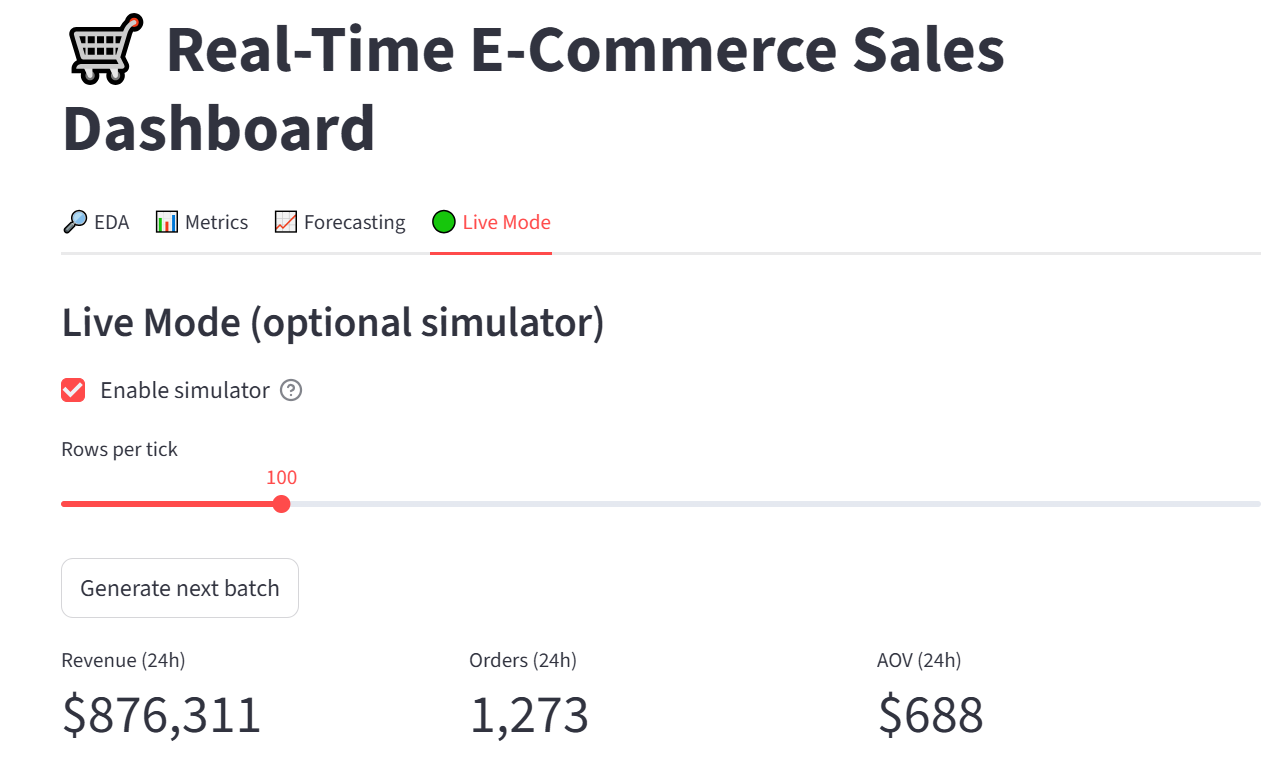 🛒 Real-Time E-Commerce Sales
Dashboard
🔎 EDA 📊 Metrics 📈 Forecasting 🟢 Live Mode
Live Mode (optional simulator)
Enable simulator ?
Rows per tick
100
Generate next batch
Revenue (24h) Orders (24h) AOV (24h)
$876,311 1,273 $688